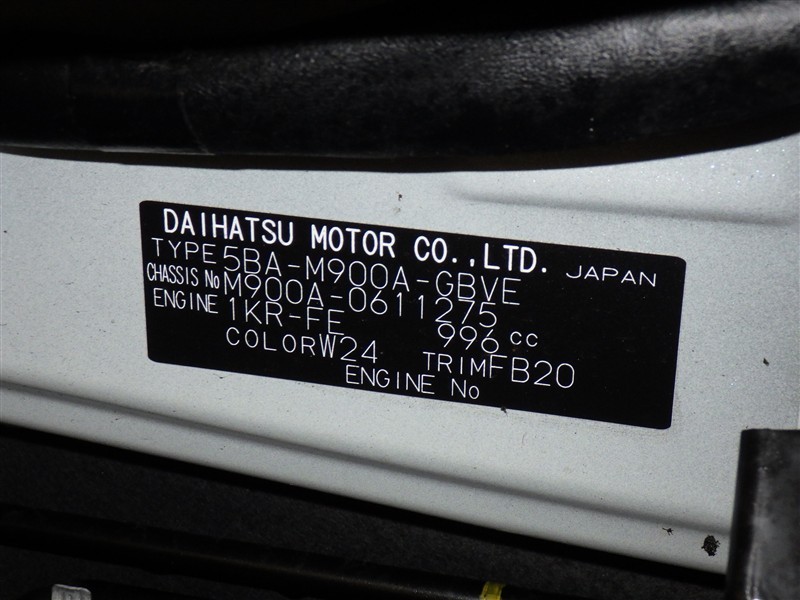 DAIHATSU MOTOR CO.,LTD. JAPAN
TYPE 5BA-M900A-GBVE
CHASSIS No M900A-0611275
ENGINE 1KR-FE 996 cc
COLOR W24 TRIM FB20
ENGINE No